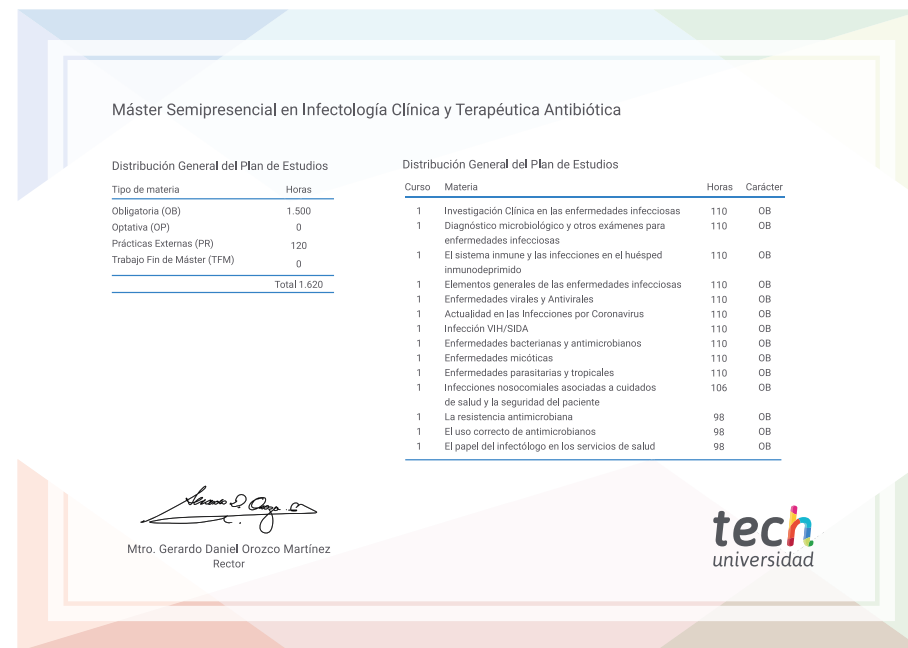 Máster Semipresencial en Infectología Clínica y Terapéutica Antibiótica
Distribución General del Plan de Estudios
Tipo de materia Horas
Obligatoria (OB) 1.500
Optativa (OP) 0
Prácticas Externas (PR) 120
Trabajo Fin de Máster (TFM) 0
Total 1.620
Distribución General del Plan de Estudios
Curso Materia Horas Carácter
1 Investigación Clínica en las enfermedades infecciosas 110 OB
1 Diagnóstico microbiológico y otros exámenes para 110 OB
enfermedades infecciosas
1 El sistema inmune y las infecciones en el huésped 110 OB
inmunodeprimido
1 Elementos generales de las enfermedades infecciosas 110 OB
1 Enfermedades virales y Antivirales 110 OB
1 Actualidad en las Infecciones por Coronavirus 110 OB
1 Infección VIH/SIDA 110 OB
1 Enfermedades bacterianas y antimicrobianos 110 OB
1 Enfermedades micóticas 110 OB
1 Enfermedades parasitarias y tropicales 110 OB
1 Infecciones nosocomiales asociadas a cuidados 106 OB
de salud y la seguridad del paciente
1 La resistencia antimicrobiana 98 OB
1 El uso correcto de antimicrobianos 98 OB
1 El papel del infectólogo en los servicios de salud 98 OB
Mtro. Gerardo Daniel Orozco Martínez
Rector
tech
universidad